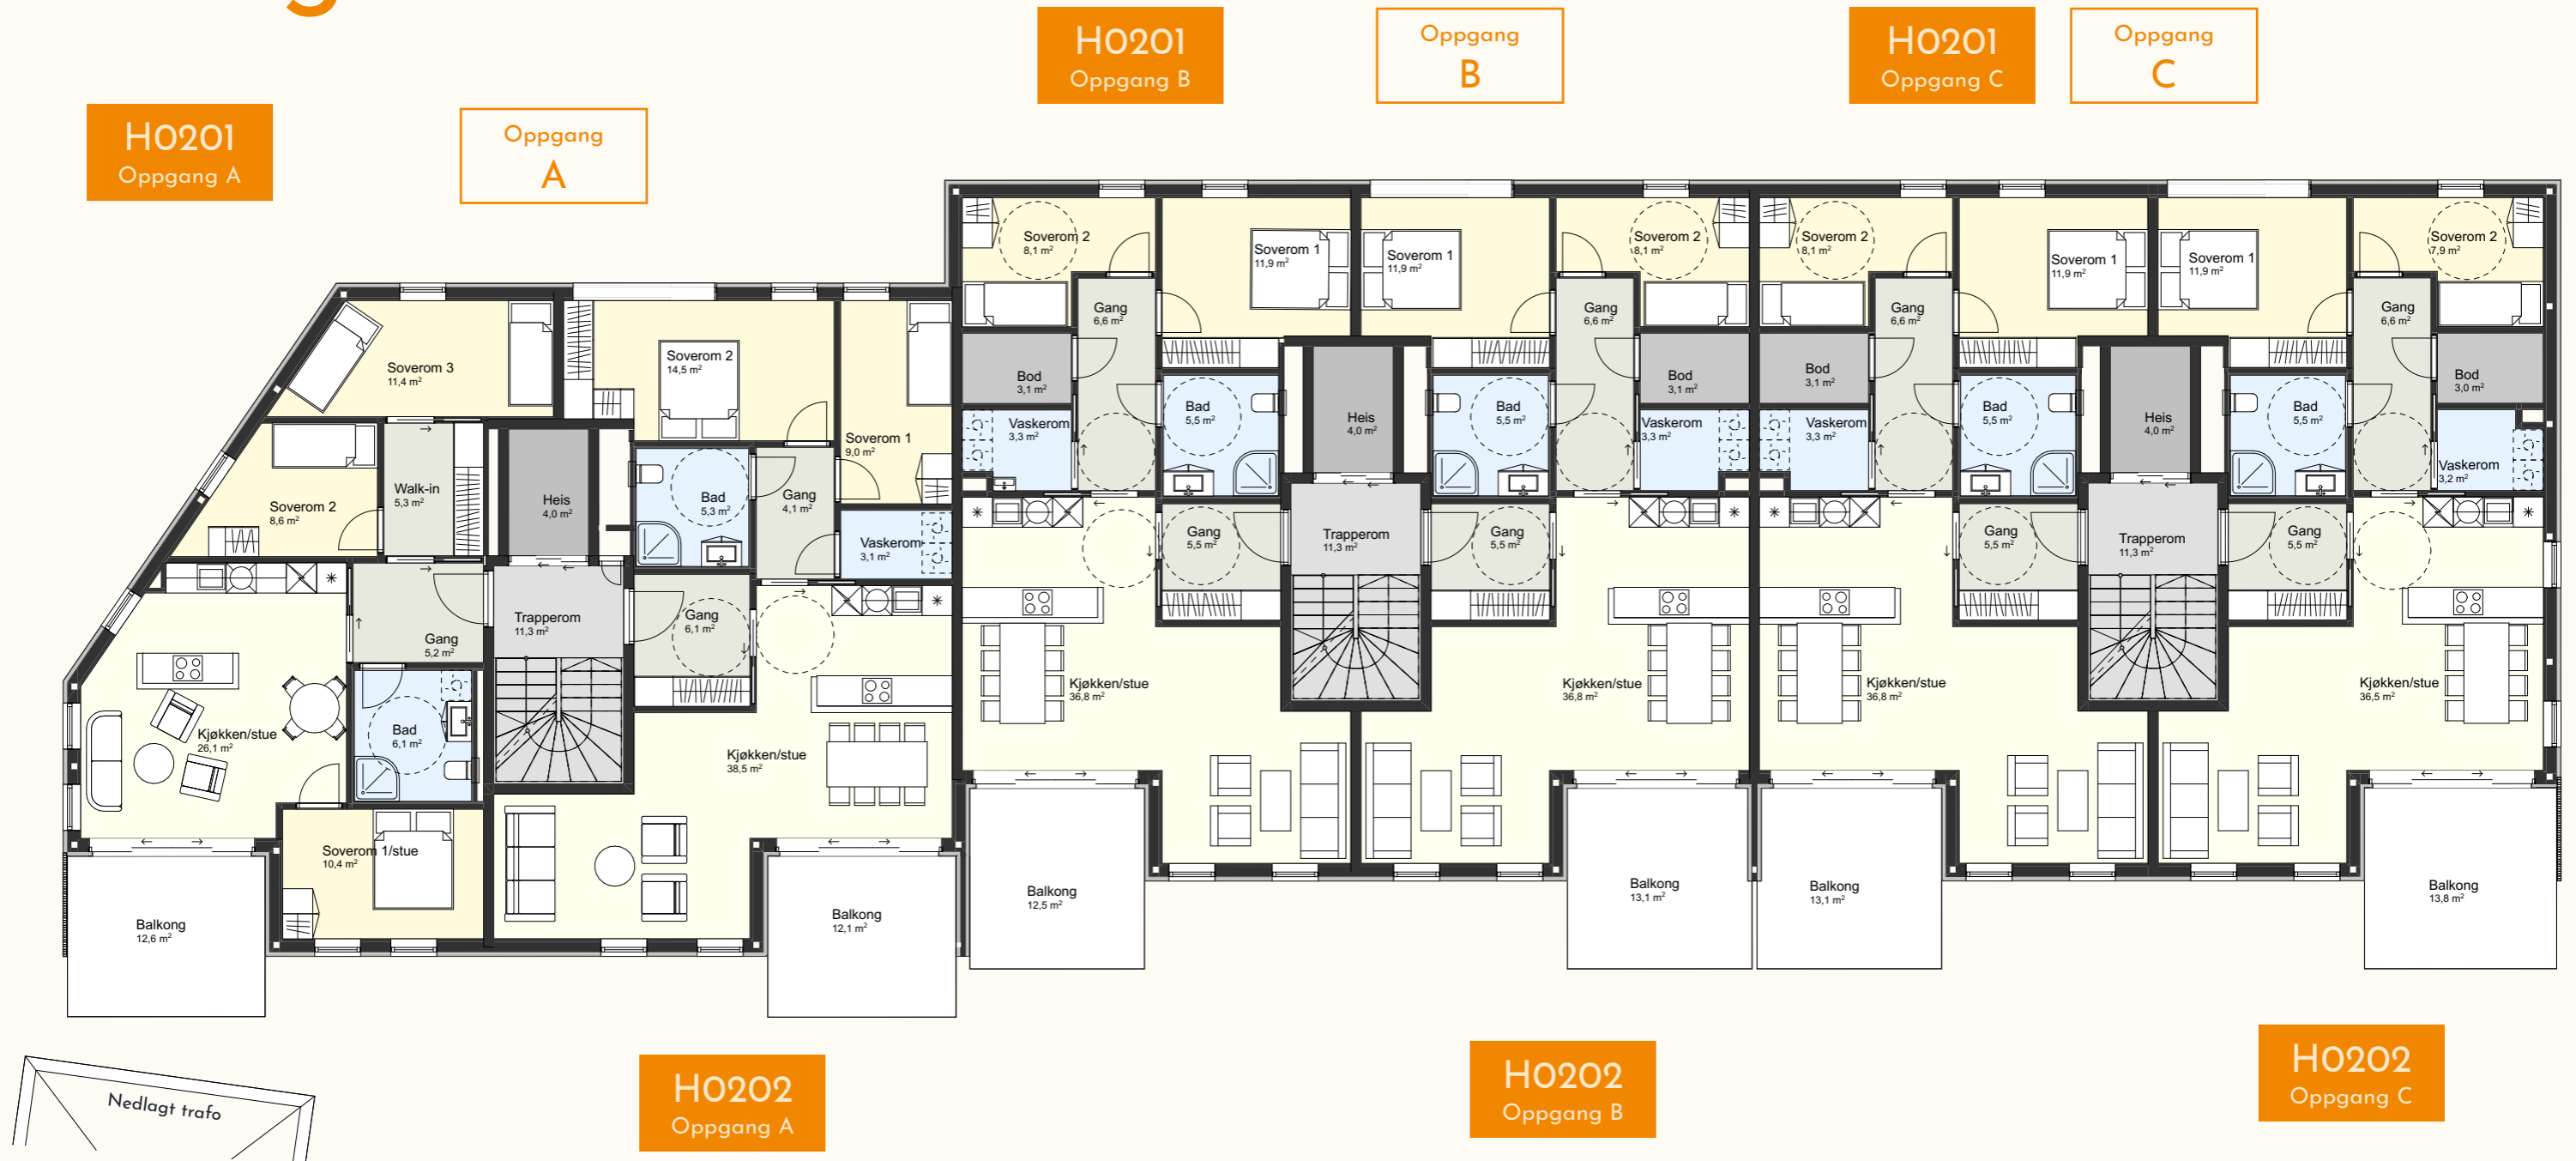 H0201
Oppgang B
Oppgang
B
H0201
Oppgang C
Oppgang
C
H0201
Oppgang A
Oppgang
A
Soverom 3
11,4 m²
Soverom 2
14,5 m²
Soverom 1
9,0 m²
Soverom 2
8,6 m²
Walk-in
5,3 m²
Heis
4,0 m²
Bad
5,3 m²
Gang
4,1 m²
Vaskerom
3,1 m²
Trapperom
11,3 m²
Gang
5,2 m²
Gang
6,1 m²
Bad
6,1 m²
Kjøkken/stue
26,1 m²
Kjøkken/stue
38,5 m²
Soverom 1/stue
10,4 m²
Balkong
12,6 m²
Balkong
12,1 m²
Soverom 2
8,1 m²
Soverom 1
11,9 m²
Soverom 1
11,9 m²
Soverom 2
8,1 m²
Gang
6,6 m²
Gang
6,6 m²
Bod
3,1 m²
Bod
3,1 m²
Vaskerom
3,3 m²
Bad
5,5 m²
Heis
4,0 m²
Bad
5,5 m²
Vaskerom
3,3 m²
Gang
5,5 m²
Trapperom
11,3 m²
Gang
5,5 m²
Kjøkken/stue
36,8 m²
Kjøkken/stue
36,8 m²
Balkong
12,5 m²
Balkong
13,1 m²
Soverom 2
8,1 m²
Soverom 1
11,9 m²
Soverom 1
11,9 m²
Soverom 2
7,9 m²
Gang
6,6 m²
Gang
6,6 m²
Bod
3,1 m²
Bod
3,0 m²
Vaskerom
3,3 m²
Bad
5,5 m²
Heis
4,0 m²
Bad
5,5 m²
Vaskerom
3,2 m²
Gang
5,5 m²
Trapperom
11,3 m²
Gang
5,5 m²
Kjøkken/stue
36,8 m²
Kjøkken/stue
36,5 m²
Balkong
13,1 m²
Balkong
13,8 m²
H0202
Oppgang A
H0202
Oppgang B
H0202
Oppgang C
Nedlagt trafo